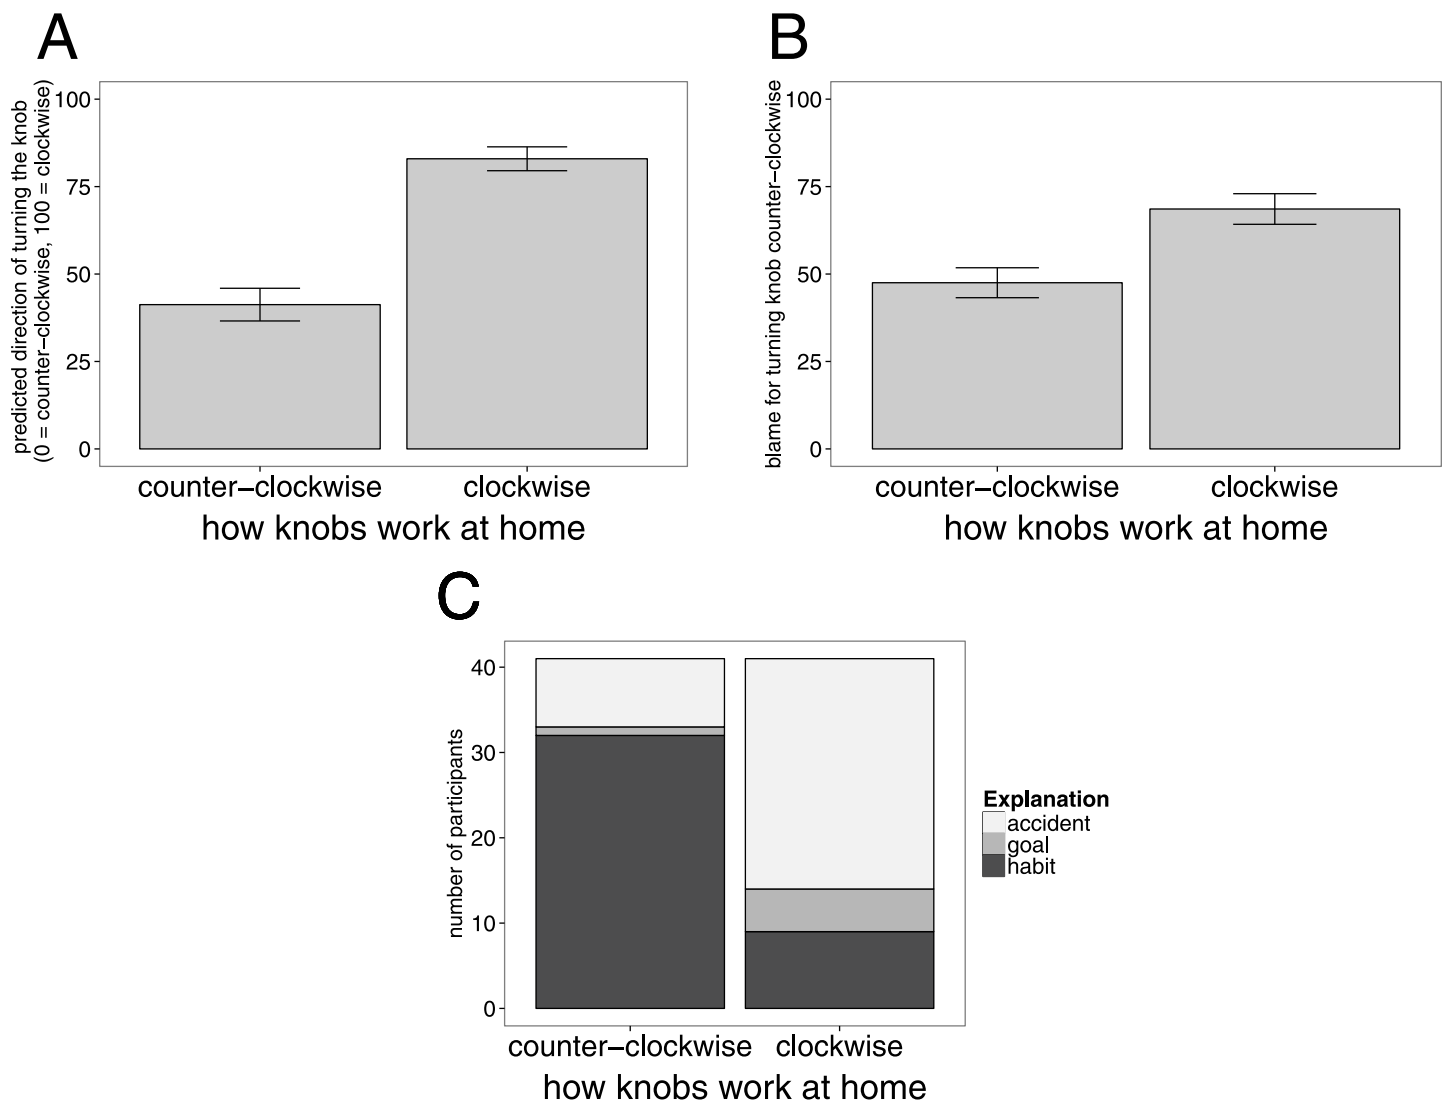 A
predicted direction of turning the knob
(0 = counter−clockwise, 100 = clockwise)
100
75
50
25
0
counter−clockwise
clockwise
how knobs work at home
B
blame for turning knob counter−clockwise
100
75
50
25
0
counter−clockwise
clockwise
how knobs work at home
C
number of participants
40
30
20
10
0
counter−clockwise
clockwise
how knobs work at home
Explanation
accident
goal
habit